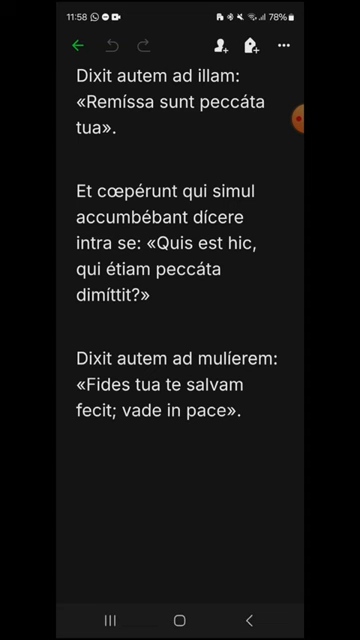 11:58
78%
Dixit autem ad illam:
«Remíssa sunt peccáta
tua».
Et cœpérunt qui simul
accumbébant dícere
intra se: «Quis est hic,
qui étiam peccáta
dimíttit?»
Dixit autem ad mulíerem:
«Fides tua te salvam
fecit; vade in pace».